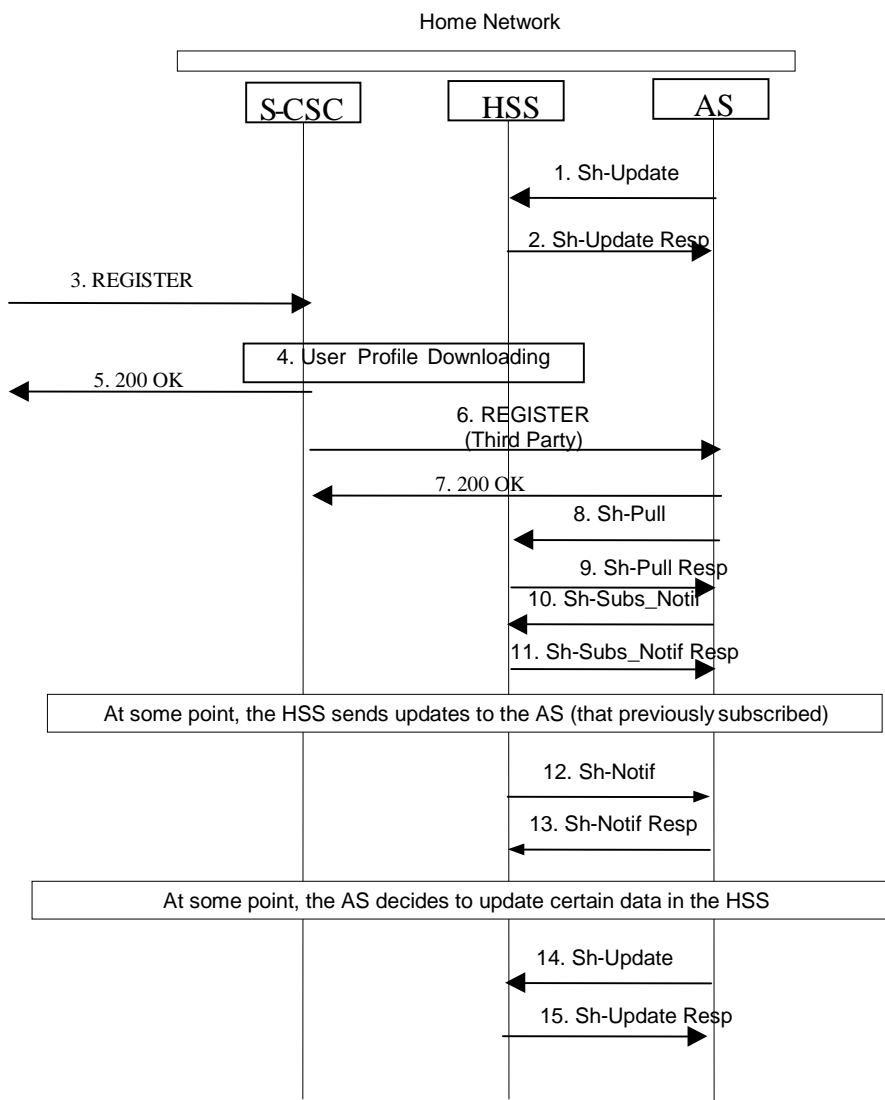 Home Network
S-CSC
HSS
AS
1. Sh-Update
2. Sh-Update Resp
3. REGISTER
4. User Profile Downloading
5. 200 OK
6. REGISTER
(Third Party)
7. 200 OK
8. Sh-Pull
9. Sh-Pull Resp
10. Sh-Subs_Notif
11. Sh-Subs_Notif Resp
At some point, the HSS sends updates to the AS (that previously subscribed)
12. Sh-Notif
13. Sh-Notif Resp
At some point, the AS decides to update certain data in the HSS
14. Sh-Update
15. Sh-Update Resp